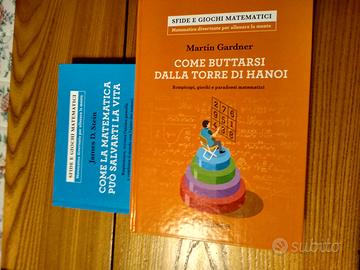 SFIDE E GIOCHI MATEMATICI
Matematica divertente per allenare la mente
Martin Gardner
COME BUTTARSI
DALLA TORRE DI HANOI
Rompicapi, giochi e paradossi matematici
SFIDE E GIOCHI MATEMATICI
James D. Stein
COME LA MATEMATICA
PUÒ SALVARTI LA VITA
subito